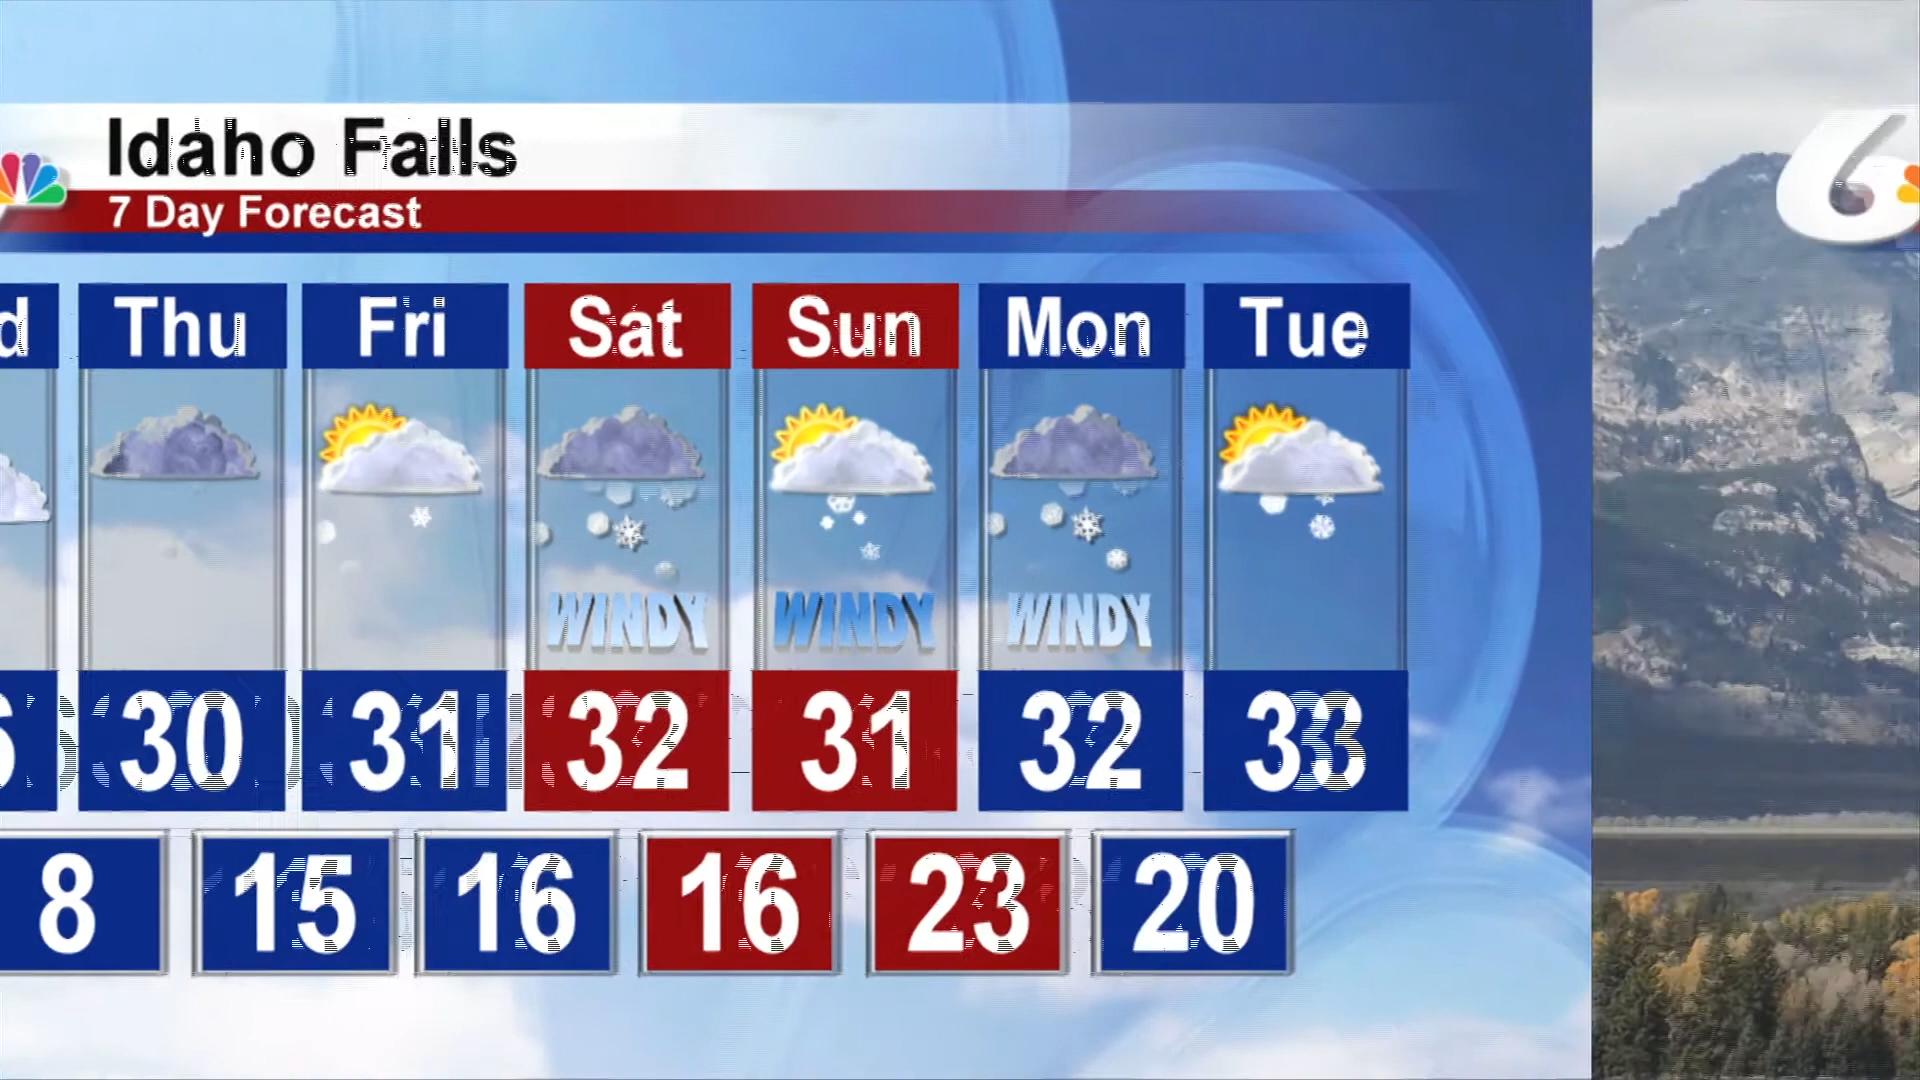 Idaho Falls
7 Day Forecast
6
d Thu Fri Sat Sun Mon Tue
WINDY WINDY WINDY
30 31 32 31 32 33
8 15 16 16 23 20